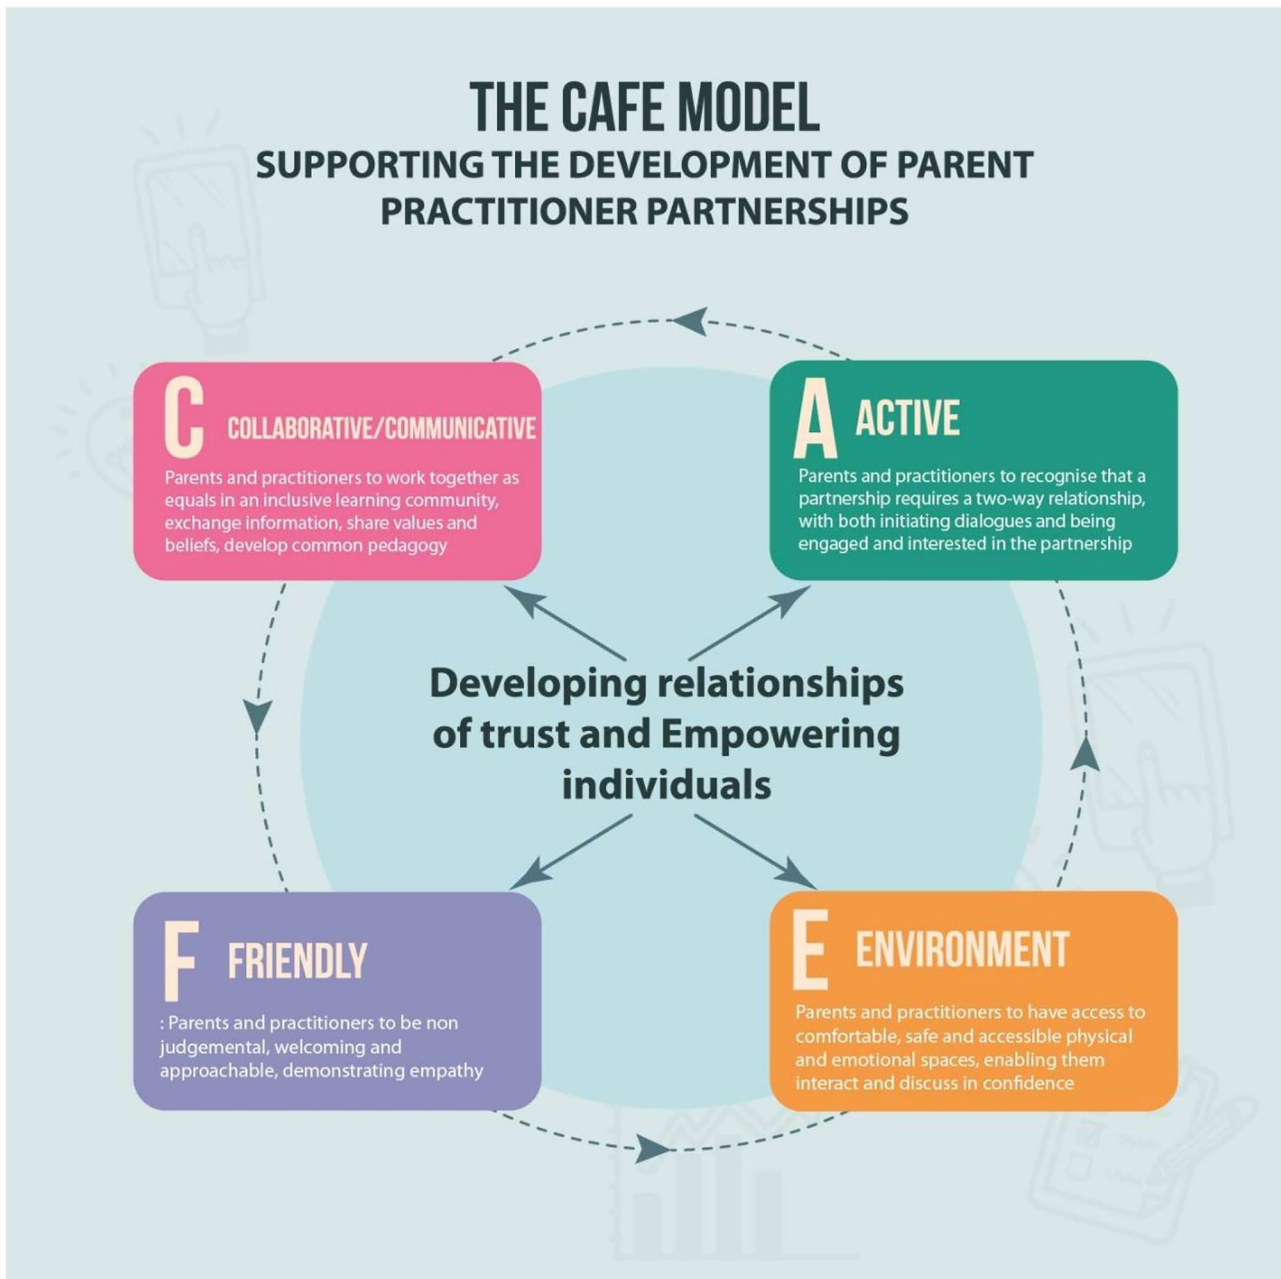 THE CAFE MODEL
SUPPORTING THE DEVELOPMENT OF PARENT
PRACTITIONER PARTNERSHIPS
C COLLABORATIVE/COMMUNICATIVE
Parents and practitioners to work together as
equals in an inclusive learning community,
exchange information, share values and
beliefs, develop common pedagogy
A ACTIVE
Parents and practitioners to recognise that a
partnership requires a two-way relationship,
with both initiating dialogues and being
engaged and interested in the partnership
Developing relationships
of trust and Empowering
individuals
F FRIENDLY
: Parents and practitioners to be non
judgemental, welcoming and
approachable, demonstrating empathy
E ENVIRONMENT
Parents and practitioners to have access to
comfortable, safe and accessible physical
and emotional spaces, enabling them
interact and discuss in confidence